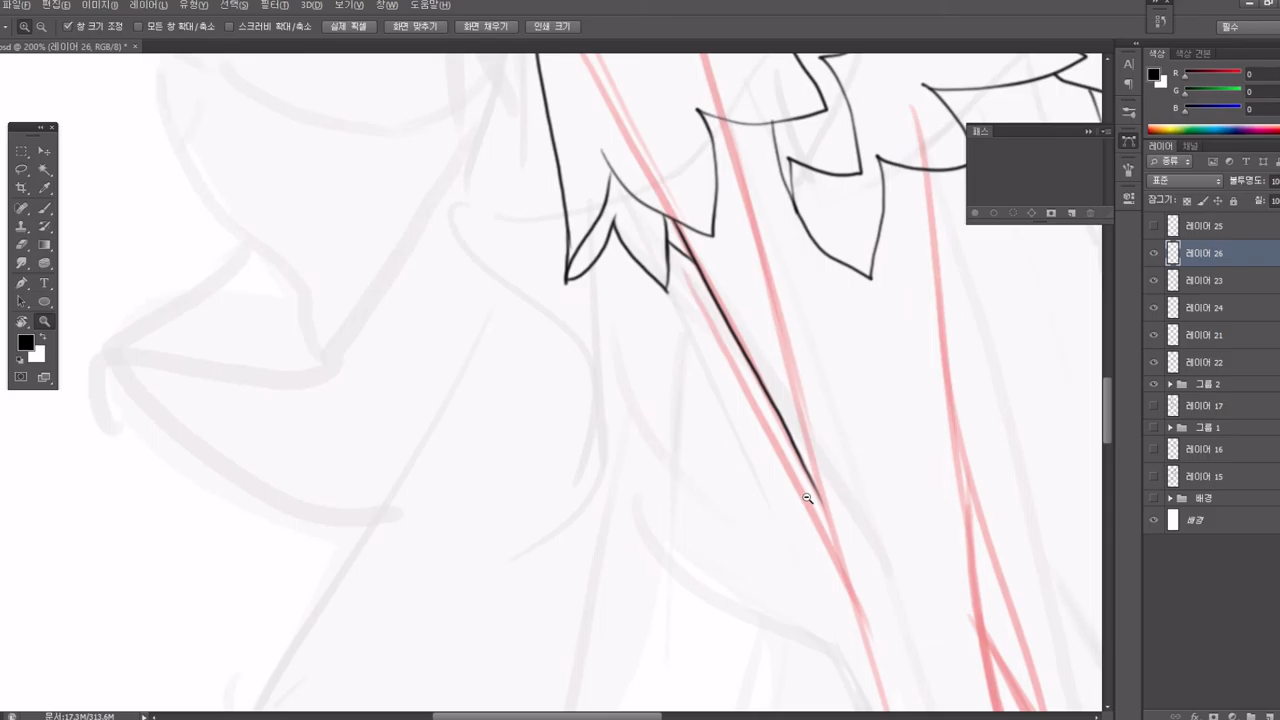 파일(F) 편집(E) 이미지(I) 레이어(L) 유형(Y) 선택(S) 필터(T) 3D(D) 보기(V) 창(W) 도움말(H)
창 크기 조정 모든 창 확대/축소 스크러비 확대/축소 실제 픽셀 화면 맞추기 화면 채우기 인쇄 크기 필수
psd @ 200% (레이어 26, RGB/8) * ×
색상 색상 견본
R 0
G 0
B 0
패스
레이어 채널
종류
표준 불투명도: 10
잠그기: 칠: 10
레이어 25
레이어 26
레이어 23
레이어 24
레이어 21
레이어 22
그룹 2
레이어 17
그룹 1
레이어 16
레이어 15
배경
배경
문서:17.3M/313.6M